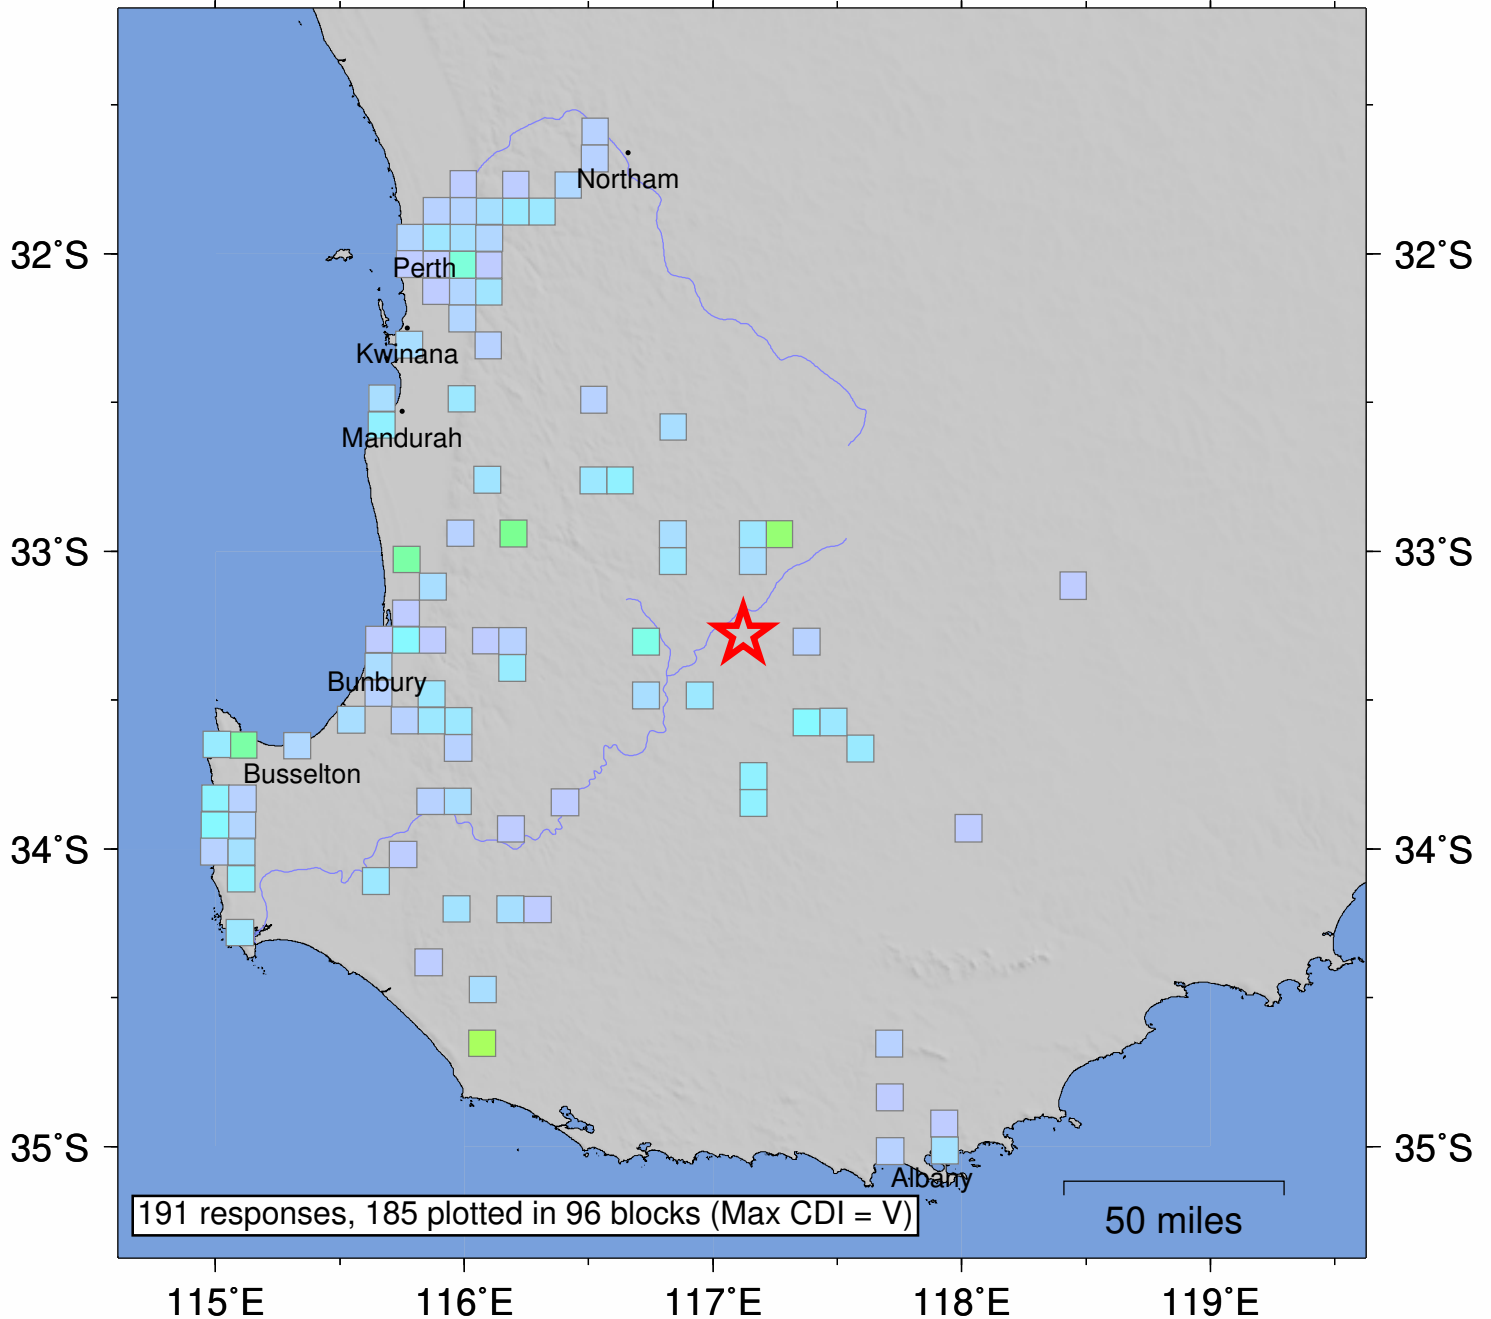 Northam
32°S
Perth
32°S
Kwinana
Mandurah
33°S
33°S
Bunbury
Busselton
34°S
34°S
35°S
35°S
Albany
191 responses, 185 plotted in 96 blocks (Max CDI = V)
50 miles
115°E
116°E
117°E
118°E
119°E